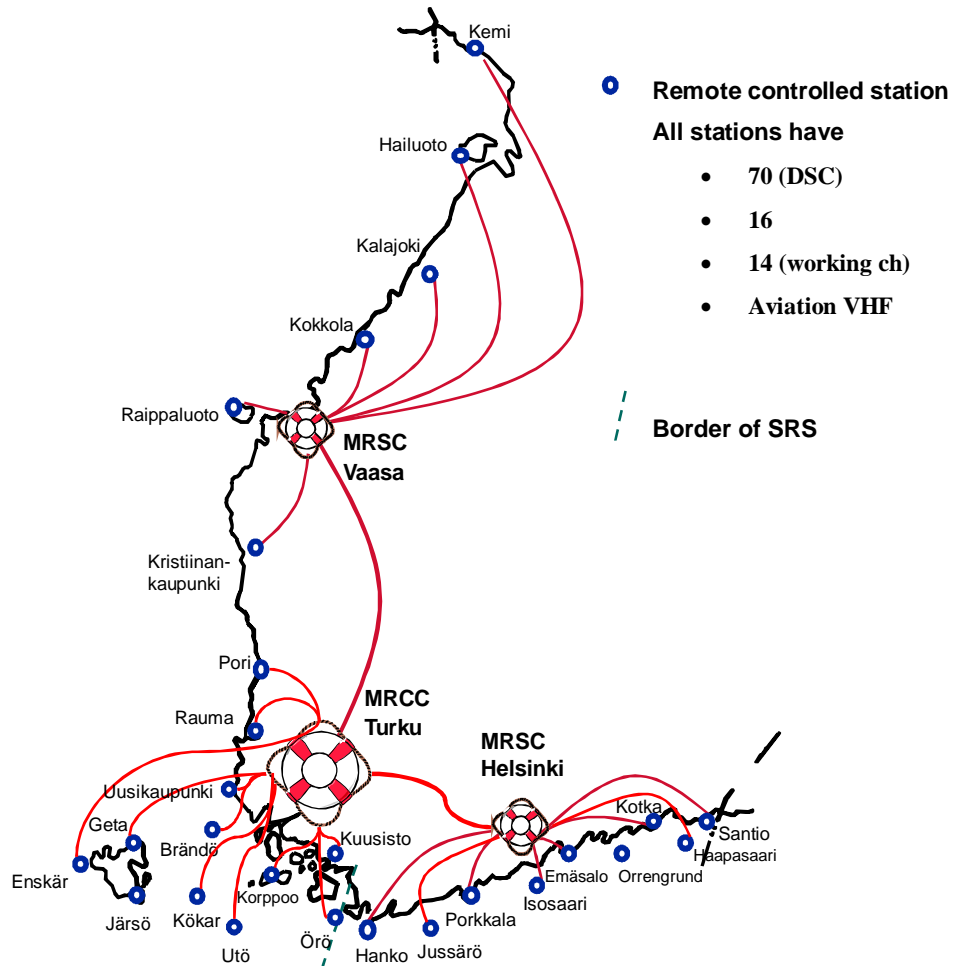 Kemi
Remote controlled station
All stations have
• 70 (DSC)
• 16
• 14 (working ch)
• Aviation VHF
Hailuoto
Kalajoki
Kokkola
Raippaluoto
MRSC
Vaasa
Border of SRS
Kristiinan-
kaupunki
Pori
Rauma
MRCC
Turku
MRSC
Helsinki
Uusikaupunki
Geta
Brändö
Enskär
Järsö
Kökar
Utö
Korppoo
Kuusisto
Örö
Hanko
Jussärö
Porkkala
Isosaari
Emäsalo
Orrengrund
Kotka
Santio
Haapasaari